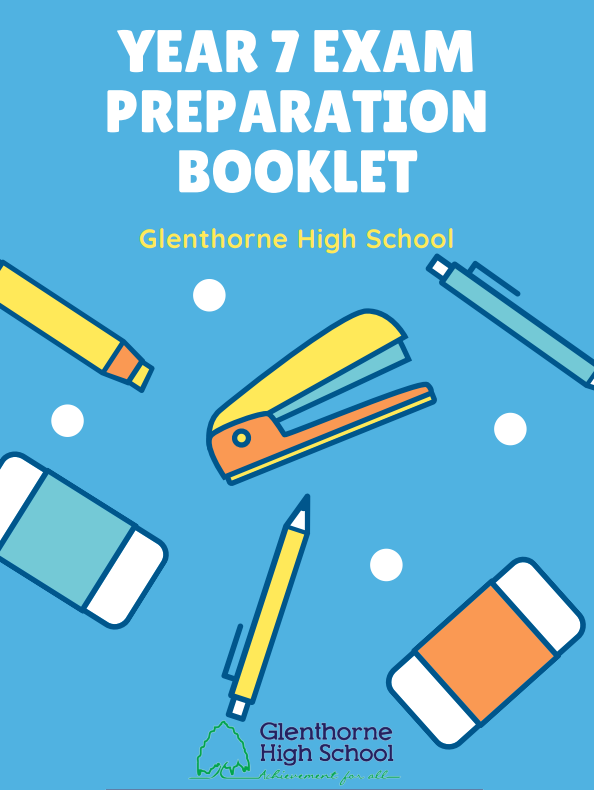 YEAR 7 EXAM
PREPARATION
BOOKLET
Glenthorne High School
Glenthorne
High School
Achievement for all